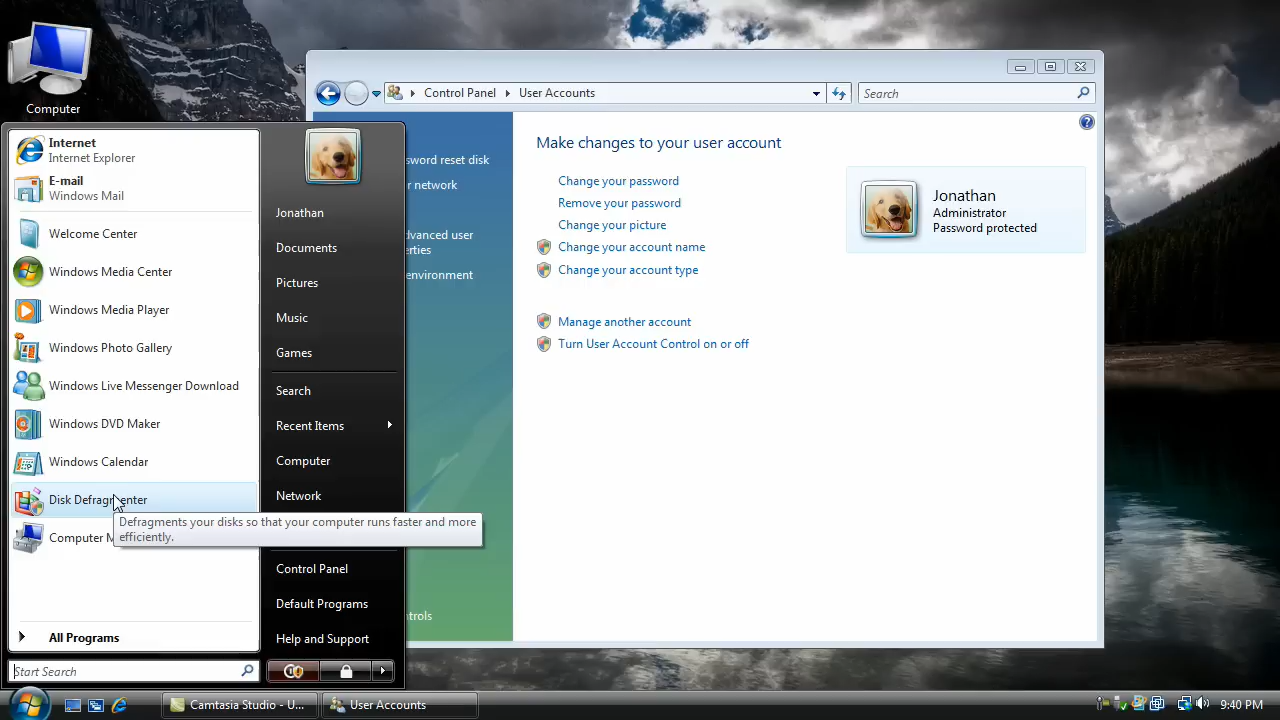 Computer
Control Panel
User Accounts
Search
Internet
Internet Explorer
E-mail
Windows Mail
Welcome Center
Windows Media Center
Windows Media Player
Windows Photo Gallery
Windows Live Messenger Download
Windows DVD Maker
Windows Calendar
Disk Defragmenter
Computer M
Defragments your disks so that your computer runs faster and more
efficiently.
All Programs
Start Search
Jonathan
Documents
Pictures
Music
Games
Search
Recent Items
Computer
Network
Control Panel
Default Programs
Help and Support
sword reset disk
r network
dvanced user
erties
environment
trols
Make changes to your user account
Change your password
Remove your password
Change your picture
Change your account name
Change your account type
Manage another account
Turn User Account Control on or off
Jonathan
Administrator
Password protected
Camtasia Studio - U...
User Accounts
9:40 PM